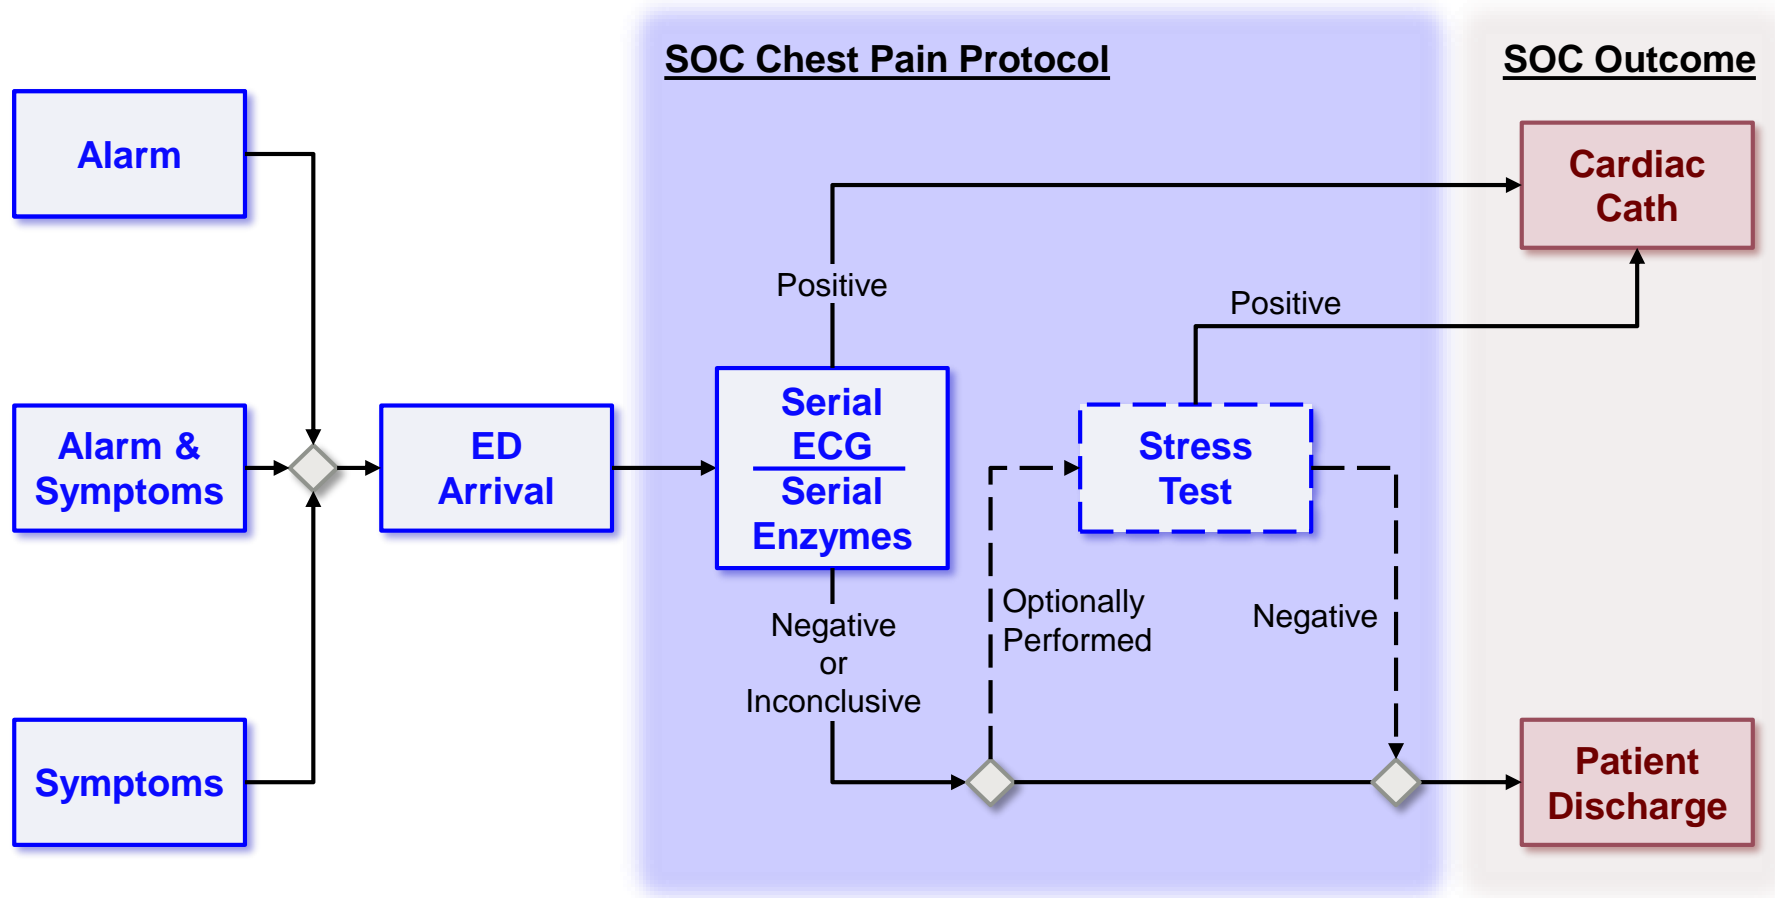 SOC Chest Pain Protocol
SOC Outcome
Alarm
Cardiac
Cath
Positive
Positive
Alarm &
Symptoms
ED
Arrival
Serial
ECG
Serial
Enzymes
Stress
Test
Optionally
Performed
Negative
Negative
or
Inconclusive
Symptoms
Patient
Discharge